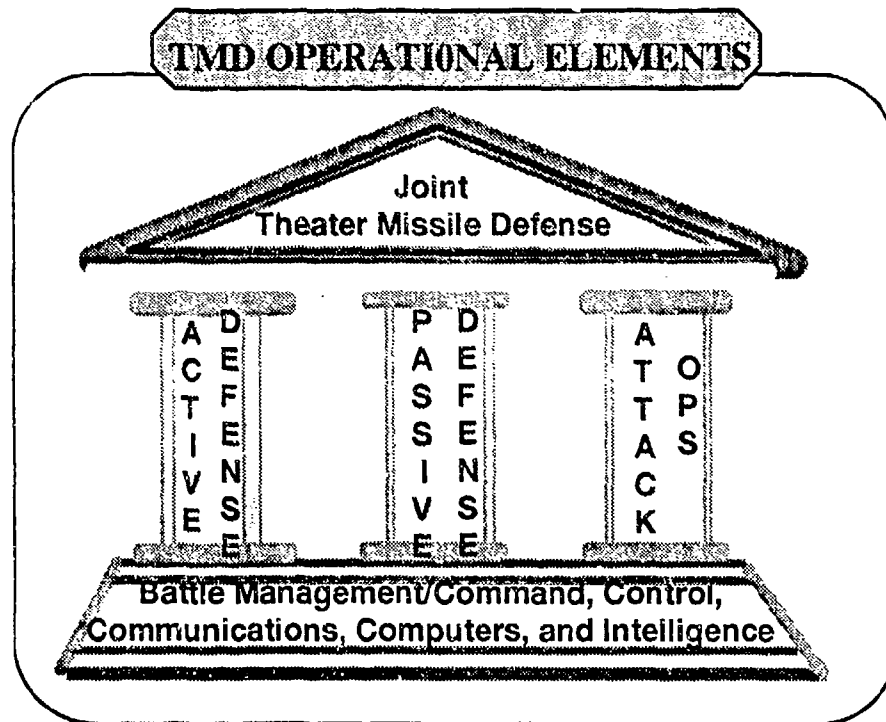 TMD OPERATIONAL ELEMENTS
Joint
Theater Missile Defense
ACTIVE
DEFENSE
PASSIVE
DEFENSE
ATTACK
OPS
Battle Management/Command, Control,
Communications, Computers, and Intelligence